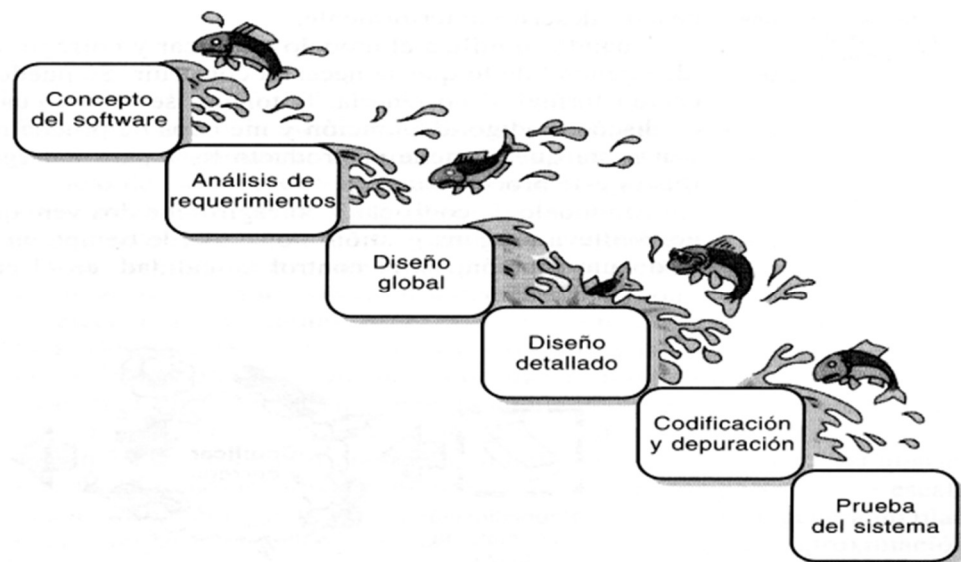 Concepto
del software
Análisis de
requerimientos
Diseño
global
Diseño
detallado
Codificación
y depuración
Prueba
del sistema